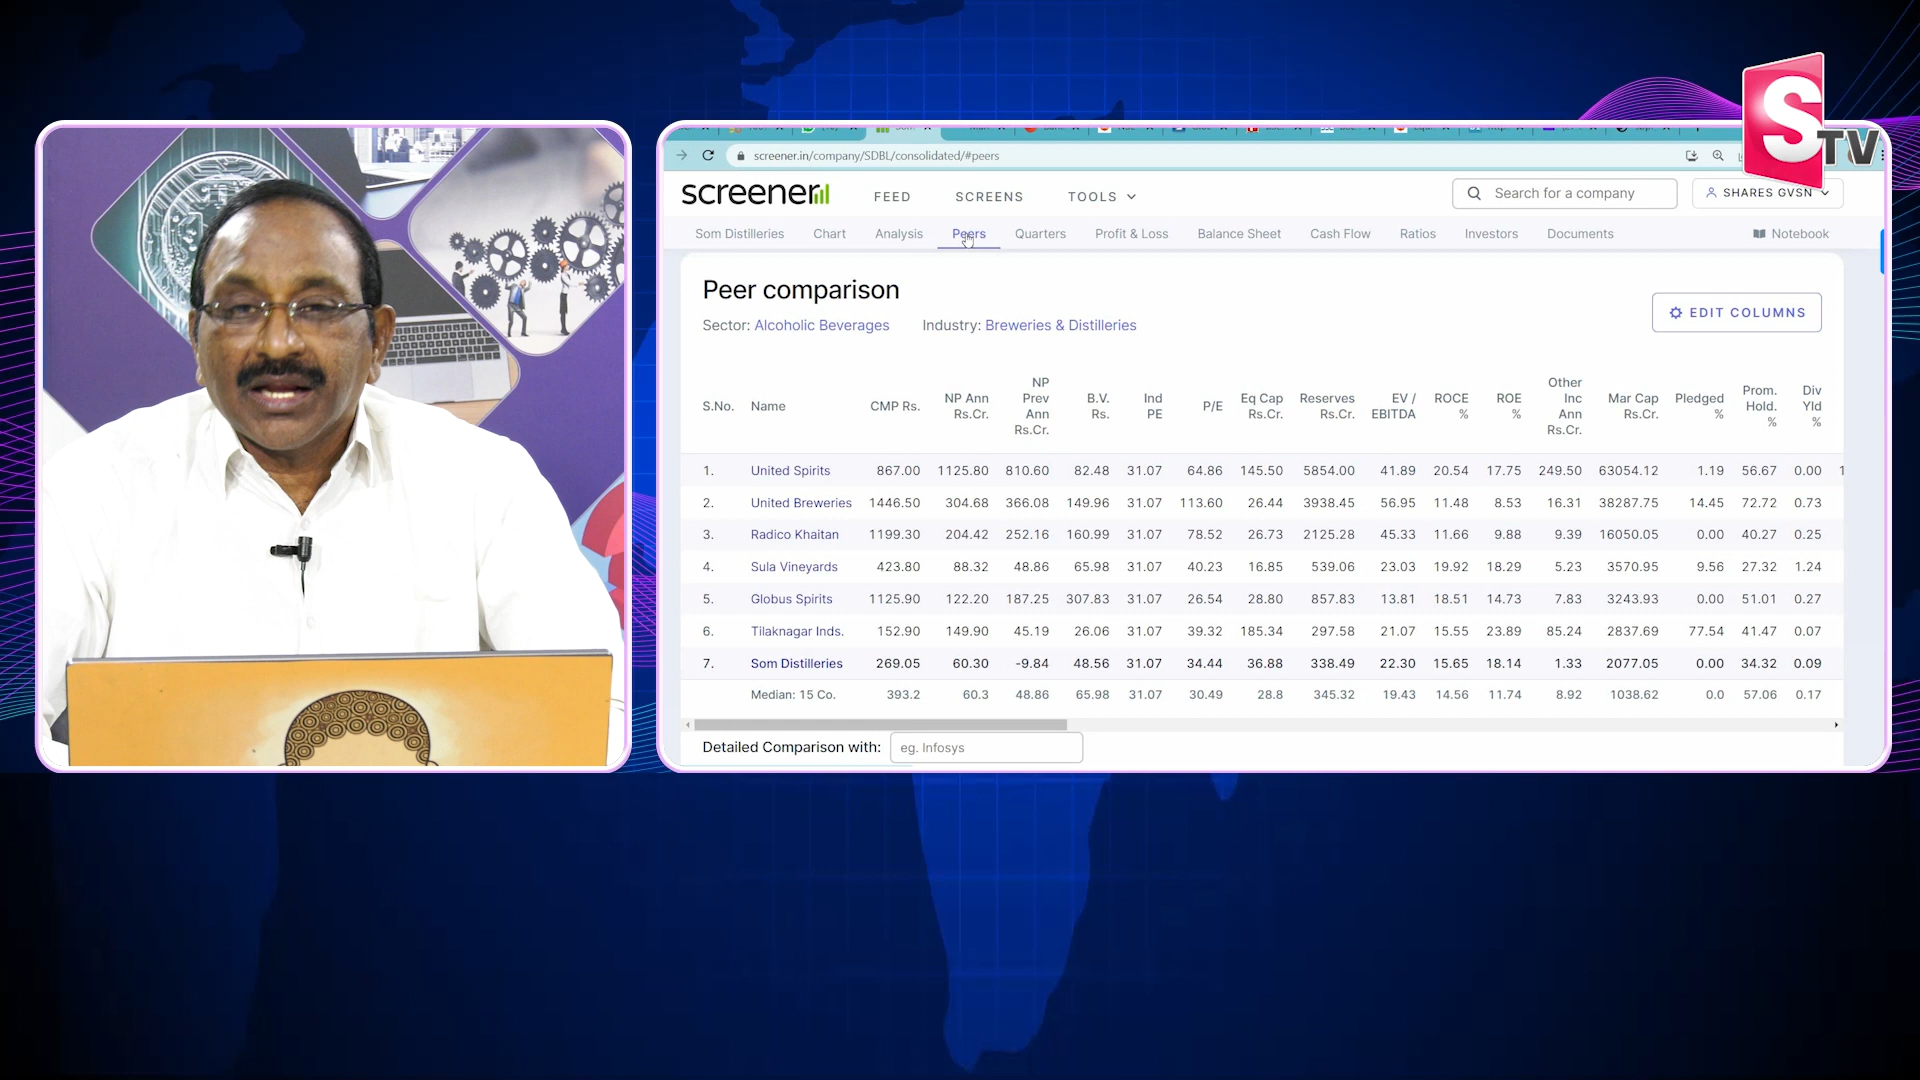 STV
screener.in/company/SDBL/consolidated/#peers
screener FEED SCREENS TOOLS Search for a company SHARES GVSN
Som Distilleries Chart Analysis Peers Quarters Profit & Loss Balance Sheet Cash Flow Ratios Investors Documents Notebook
Peer comparison
Sector: Alcoholic Beverages Industry: Breweries & Distilleries
EDIT COLUMNS
S.No. Name CMP Rs. NP Ann Rs.Cr. NP Prev Ann Rs.Cr. B.V. Rs. Ind PE P/E Eq Cap Rs.Cr. Reserves Rs.Cr. EV / EBITDA ROCE % ROE % Other Inc Ann Rs.Cr. Mar Cap Rs.Cr. Pledged % Prom. Hold. % Div Yld %
1. United Spirits 867.00 1125.80 810.60 82.48 31.07 64.86 145.50 5854.00 41.89 20.54 17.75 249.50 63054.12 1.19 56.67 0.00 1
2. United Breweries 1446.50 304.68 366.08 149.96 31.07 113.60 26.44 3938.45 56.95 11.48 8.53 16.31 38287.75 14.45 72.72 0.73
3. Radico Khaitan 1199.30 204.42 252.16 160.99 31.07 78.52 26.73 2125.28 45.33 11.66 9.88 9.39 16050.05 0.00 40.27 0.25
4. Sula Vineyards 423.80 88.32 48.86 65.98 31.07 40.23 16.85 539.06 23.03 19.92 18.29 5.23 3570.95 9.56 27.32 1.24
5. Globus Spirits 1125.90 122.20 187.25 307.83 31.07 26.54 28.80 857.83 13.81 18.51 14.73 7.83 3243.93 0.00 51.01 0.27
6. Tilaknagar Inds. 152.90 149.90 45.19 26.06 31.07 39.32 185.34 297.58 21.07 15.55 23.89 85.24 2837.69 77.54 41.47 0.07
7. Som Distilleries 269.05 60.30 -9.84 48.56 31.07 34.44 36.88 338.49 22.30 15.65 18.14 1.33 2077.05 0.00 34.32 0.09
Median: 15 Co. 393.2 60.3 48.86 65.98 31.07 30.49 28.8 345.32 19.43 14.56 11.74 8.92 1038.62 0.0 57.06 0.17
Detailed Comparison with: eg. Infosys